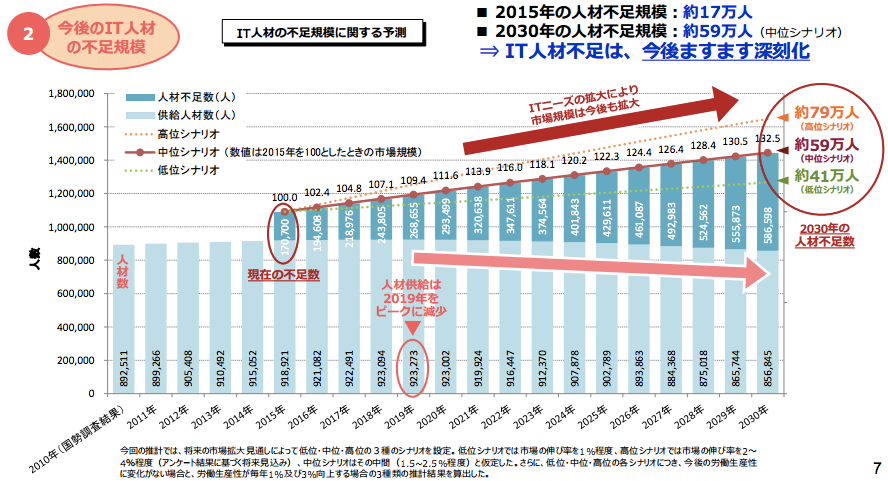 2
今後のIT人材
の不足規模
IT人材の不足規模に関する予測
■ 2015年の人材不足規模：約17万人
■ 2030年の人材不足規模：約59万人（中位シナリオ）
⇒ IT人材不足は、今後ますます深刻化
人材不足数（人）
供給人材数（人）
高位シナリオ
中位シナリオ（数値は2015年を100としたときの市場規模）
低位シナリオ
ITニーズの拡大により
市場規模は今後も拡大
1,800,000
1,600,000
1,400,000
1,200,000
1,000,000
800,000
600,000
400,000
200,000
0
人数
人材数
100.0 102.4 104.8 107.1 109.4 111.6 113.9 116.0 118.1 120.2 122.3 124.4 126.4 128.4 130.5 132.5
170,700 194,608 218,976 243,805 268,655 320,638 347,611 401,843 429,611 461,087 492,983 524,562 555,873 586,598
約79万人
（高位シナリオ）
約59万人
（中位シナリオ）
約41万人
（低位シナリオ）
2030年の
人材不足数
現在の不足数
人材供給は
2019年を
ピークに減少
892,511 899,266 905,408 910,492 915,052 918,921 921,082 922,491 923,094 923,273 923,002 919,924 916,447 912,370 907,878 902,789 893,863 884,368 875,018 865,744 856,845
2010年（国勢調査結果） 2011年 2012年 2013年 2014年 2015年 2016年 2017年 2018年 2019年 2020年 2021年 2022年 2023年 2024年 2025年 2026年 2027年 2028年 2029年 2030年
今回の推計では、将来の市場拡大見通しによって低位・中位・高位の３種のシナリオを設定。低位シナリオでは市場の伸び率を1％程度、高位シナリオでは市場の伸び率を2～
4％程度（アンケート結果に基づく将来見込み）、中位シナリオはその中間（1.5～2.5％程度）と仮定した。さらに、低位・中位・高位の各シナリオにつき、今後の労働生産性
に変化がない場合と、労働生産性が毎年1％及び3％向上する場合の3種類の推計結果を算出した。
7